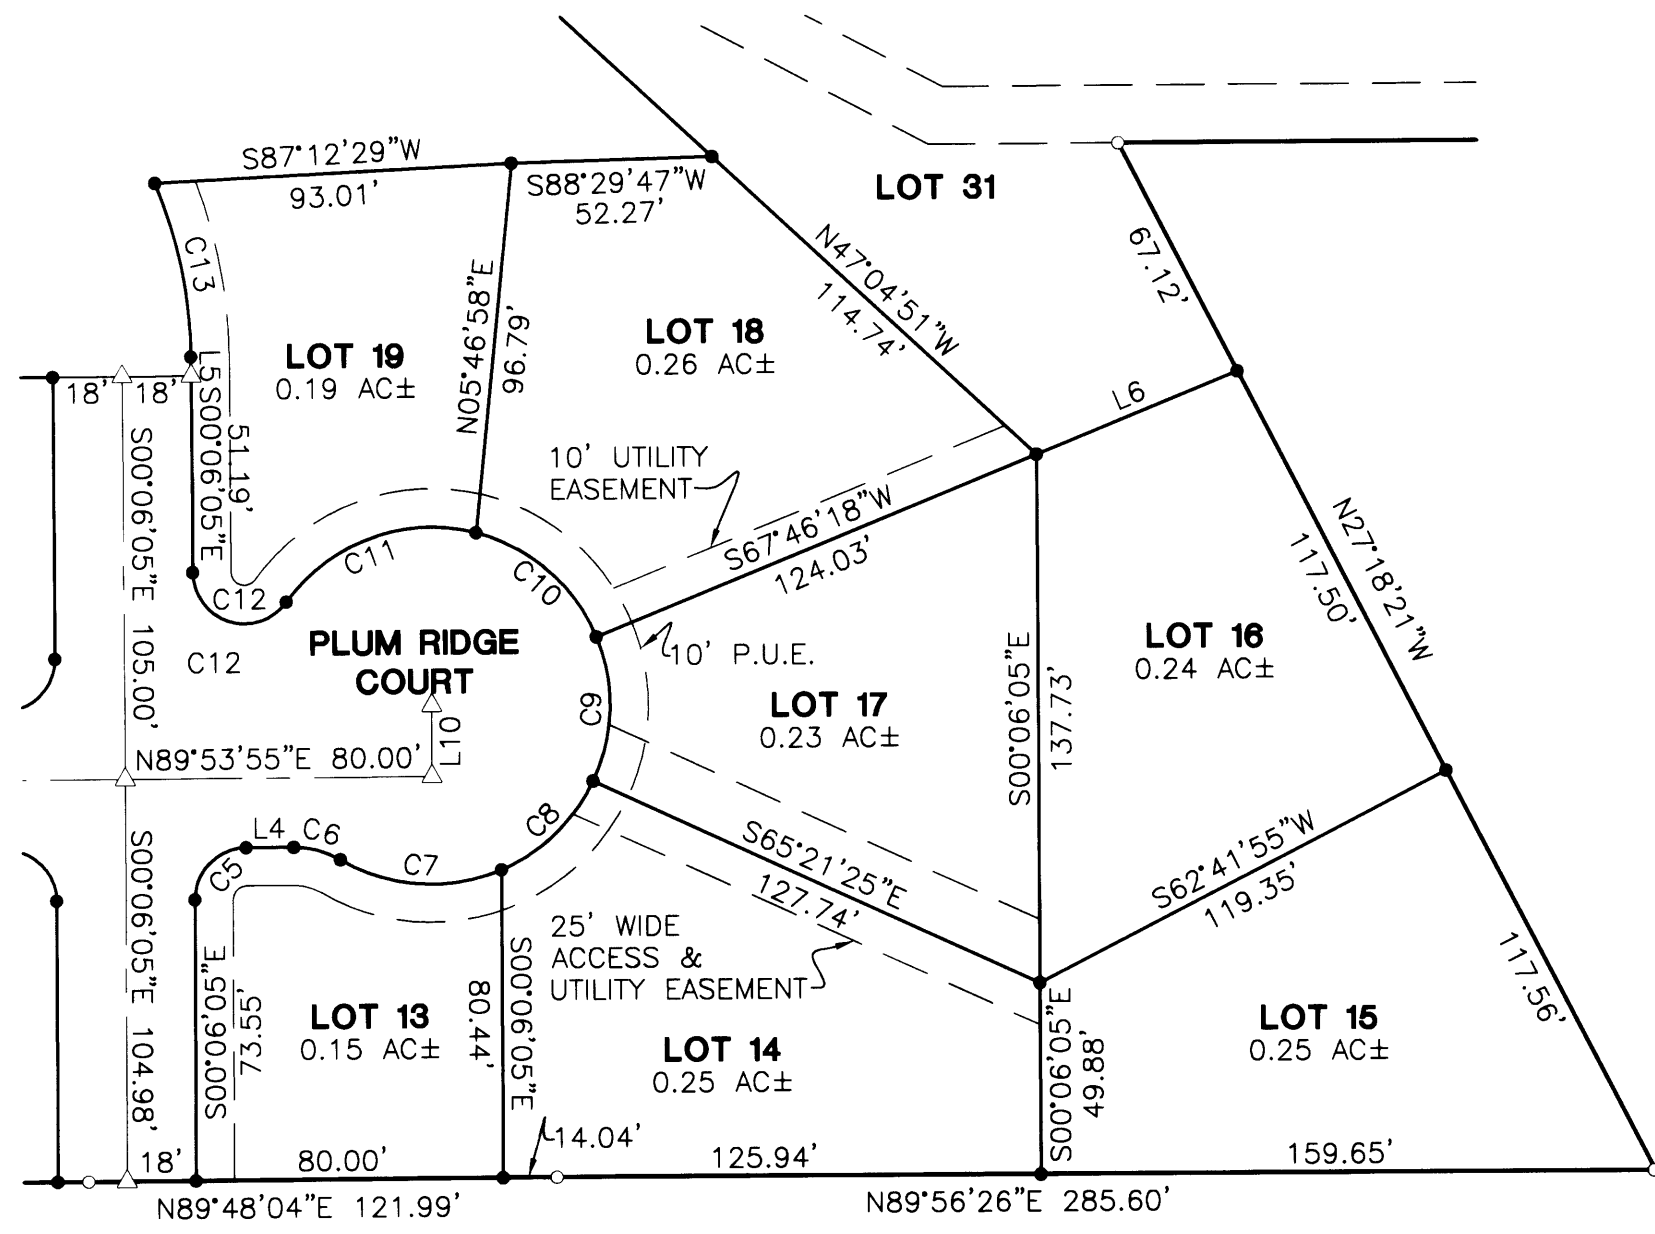 S87°12'29"W
93.01'
S88°29'47"W
52.27'
LOT 31
N47°04'51"W
114.74'
67.12'
C13
N05°46'58"E
96.79'
LOT 18
0.26 AC±
LOT 19
0.19 AC±
L5
18'
18'
L6
S00°06'05"E
51.19'
S00°06'05"E 105.00'
10' UTILITY
EASEMENT
S67°46'18"W
124.03'
N27°18'21"W
117.50'
C11
C10
C12
PLUM RIDGE
COURT
C12
10' P.U.E.
LOT 16
0.24 AC±
S00°06'05"E
137.73'
C9
LOT 17
0.23 AC±
L10
N89°53'55"E 80.00'
L4
C6
C5
C7
C8
S65°21'25"E
127.74'
S62°41'55"W
119.35'
S00°06'05"E 104.98'
25' WIDE
ACCESS &
UTILITY EASEMENT
117.56'
S00°06'05"E
73.55'
LOT 13
0.15 AC±
80.44'
S00°06'05"E
LOT 14
0.25 AC±
S00°06'05"E
49.88'
LOT 15
0.25 AC±
14.04'
18'
80.00'
125.94'
159.65'
N89°48'04"E 121.99'
N89°56'26"E 285.60'